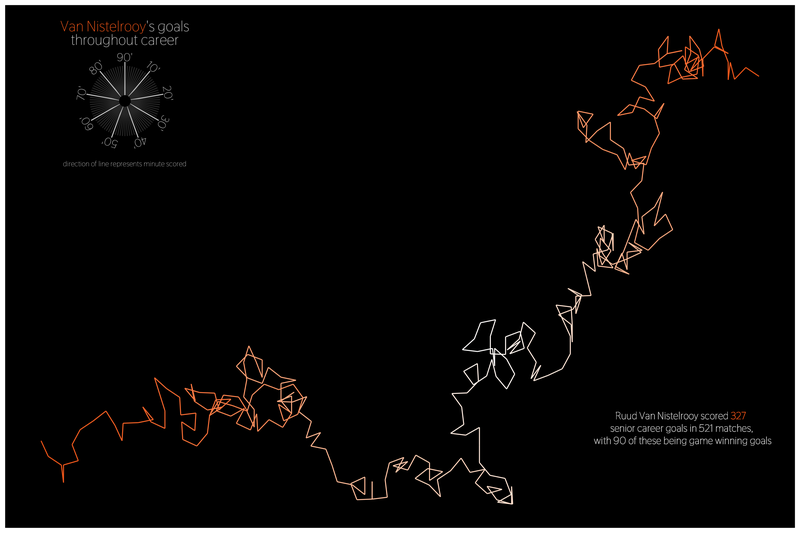 Van Nistelrooy's goals
throughout career
90'
10'
20'
30'
40'
50'
60'
70'
80'
direction of line represents minute scored
Ruud Van Nistelrooy scored 327
senior career goals in 521 matches,
with 90 of these being game winning goals